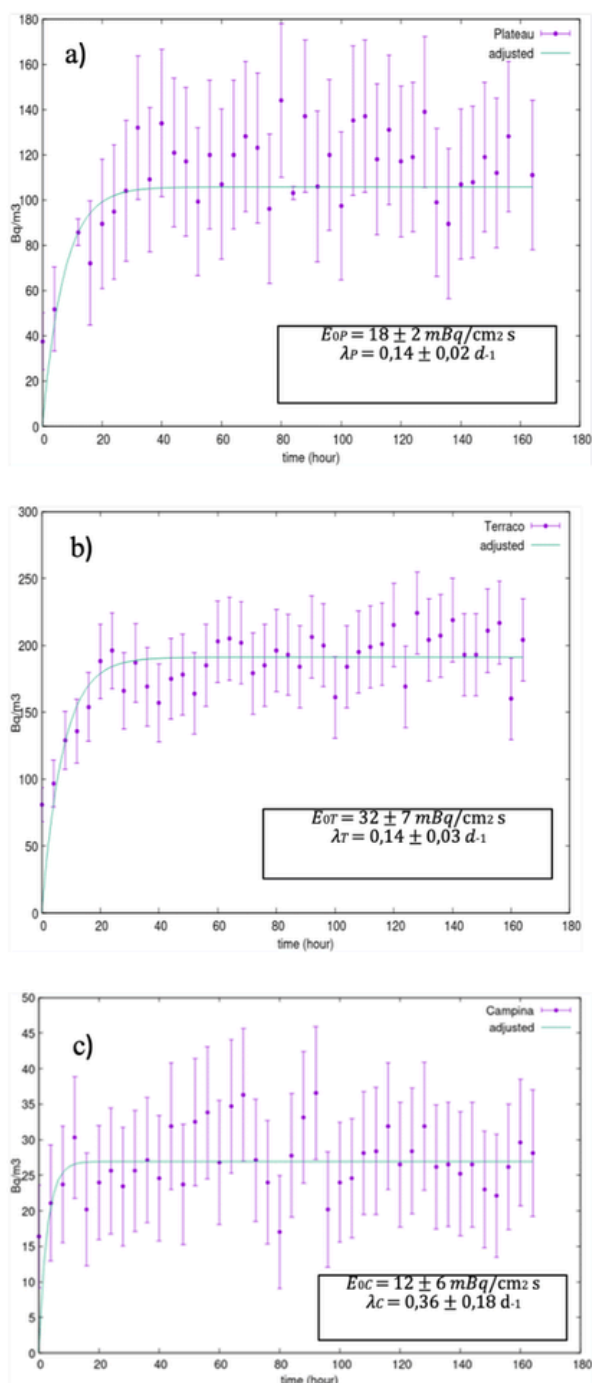 a)
Plateau
adjusted
180
160
140
120
100
80
60
40
20
0
Bq/m3
E0P = 18 ± 2 mBq/cm2 s
λP = 0,14 ± 0,02 d-1
0 20 40 60 80 100 120 140 160 180
time (hour)
b)
Terraco
adjusted
300
250
200
150
100
50
0
Bq/m3
E0T = 32 ± 7 mBq/cm2 s
λT = 0,14 ± 0,03 d-1
0 20 40 60 80 100 120 140 160 180
time (hour)
c)
Campina
adjusted
50
45
40
35
30
25
20
15
10
5
0
Bq/m3
E0C = 12 ± 6 mBq/cm2 s
λC = 0,36 ± 0,18 d-1
0 20 40 60 80 100 120 140 160 180
time (hour)